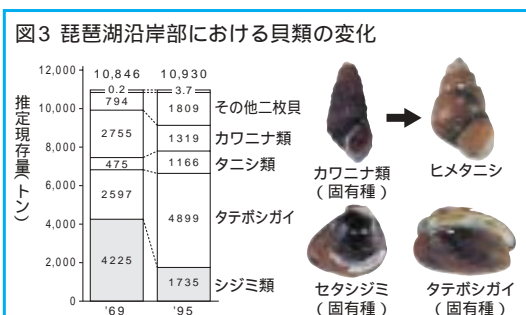 図3 琵琶湖沿岸部における貝類の変化
推定現存量(トン)
12,000
10,000
8,000
6,000
4,000
2,000
0
10,846 10,930
0.2 3.7
794 1809 その他二枚貝
2755 1319 カワニナ類
475 1166 タニシ類
2597 4899 タテボシガイ
4225 1735 シジミ類
'69 '95
カワニナ類
(固有種)
ヒメタニシ
セタシジミ
(固有種)
タテボシガイ
(固有種)